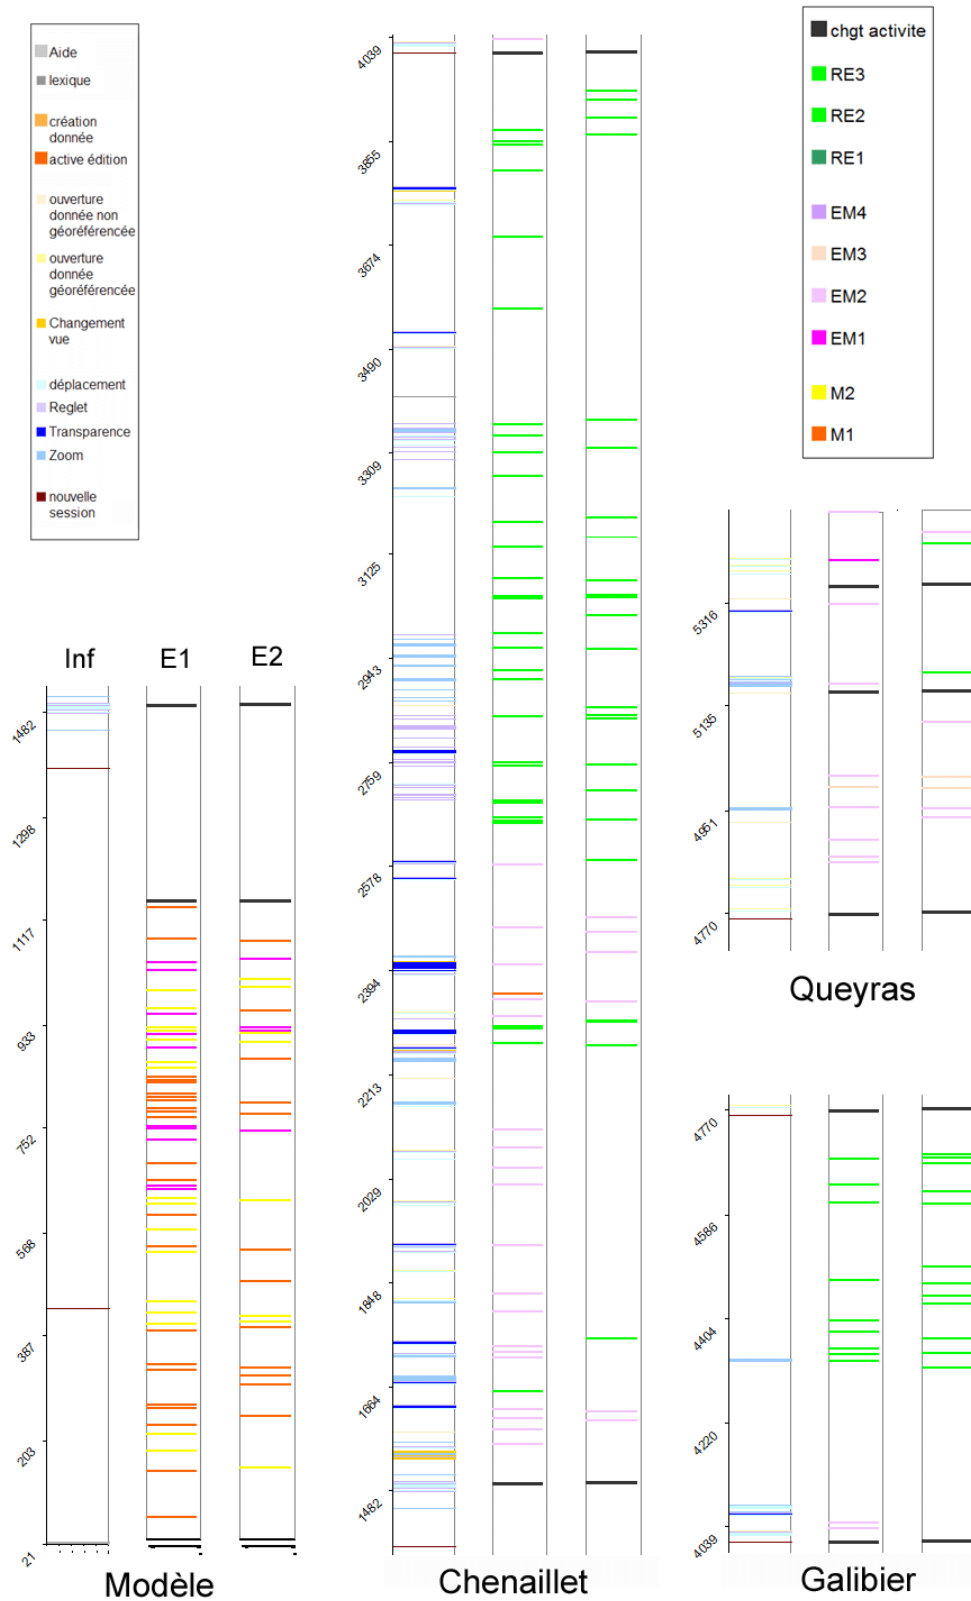 Aide
lexique
création
donnée
active édition
ouverture
donnée non
géoréférencée
ouverture
donnée
géoréférencée
Changement
vue
déplacement
Reglet
Transparence
Zoom
nouvelle
session
chgt activite
RE3
RE2
RE1
EM4
EM3
EM2
EM1
M2
M1
Inf E1 E2
1482
1298
1117
933
752
568
387
203
21
Modèle
4039
3855
3674
3490
3309
3125
2943
2759
2578
2394
2213
2029
1848
1664
1482
Chenaillet
5316
5135
4951
4770
Queyras
4770
4586
4404
4220
4039
Galibier